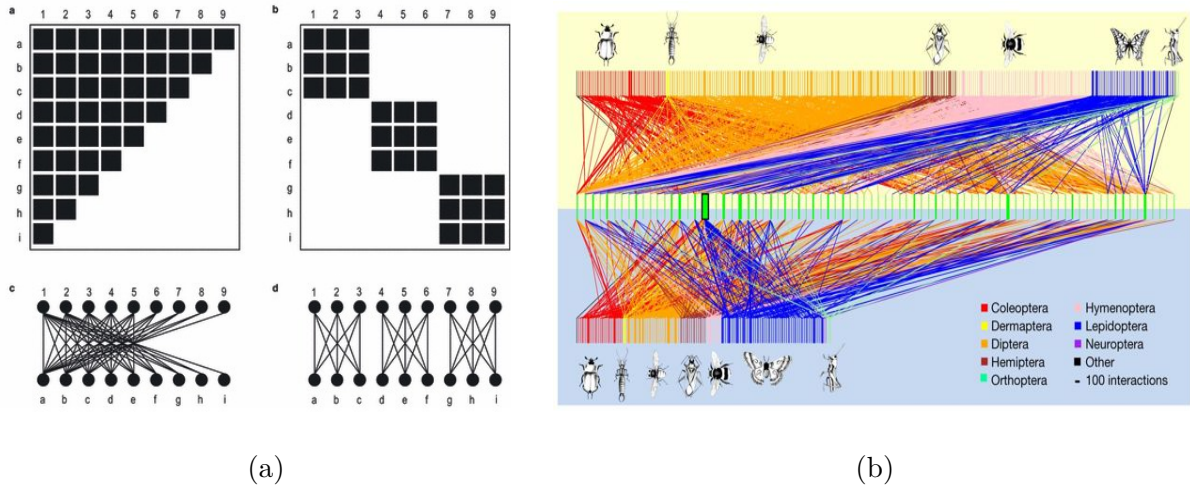 a
1 2 3 4 5 6 7 8 9
a
b
c
d
e
f
g
h
i
b
1 2 3 4 5 6 7 8 9
a
b
c
d
e
f
g
h
i
c
1 2 3 4 5 6 7 8 9
a b c d e f g h i
d
1 2 3 4 5 6 7 8 9
a b c d e f g h i
Coleoptera
Dermaptera
Diptera
Hemiptera
Orthoptera
Hymenoptera
Lepidoptera
Neuroptera
Other
100 interactions
(a)
(b)